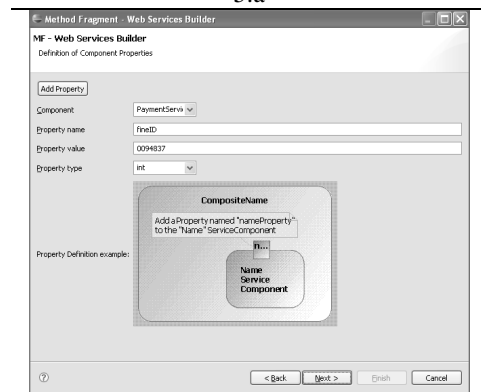 Method Fragment - Web Services Builder
MF - Web Services Builder
Definition of Component Properties
Add Property
Component PaymentServi
Property name fineID
Property value 0094837
Property type int
CompositeName
Add a Property named "nameProperty"
to the "Name" ServiceComponent
n...
Property Definition example:
Name
Service
Component
? < Back Next > Finish Cancel